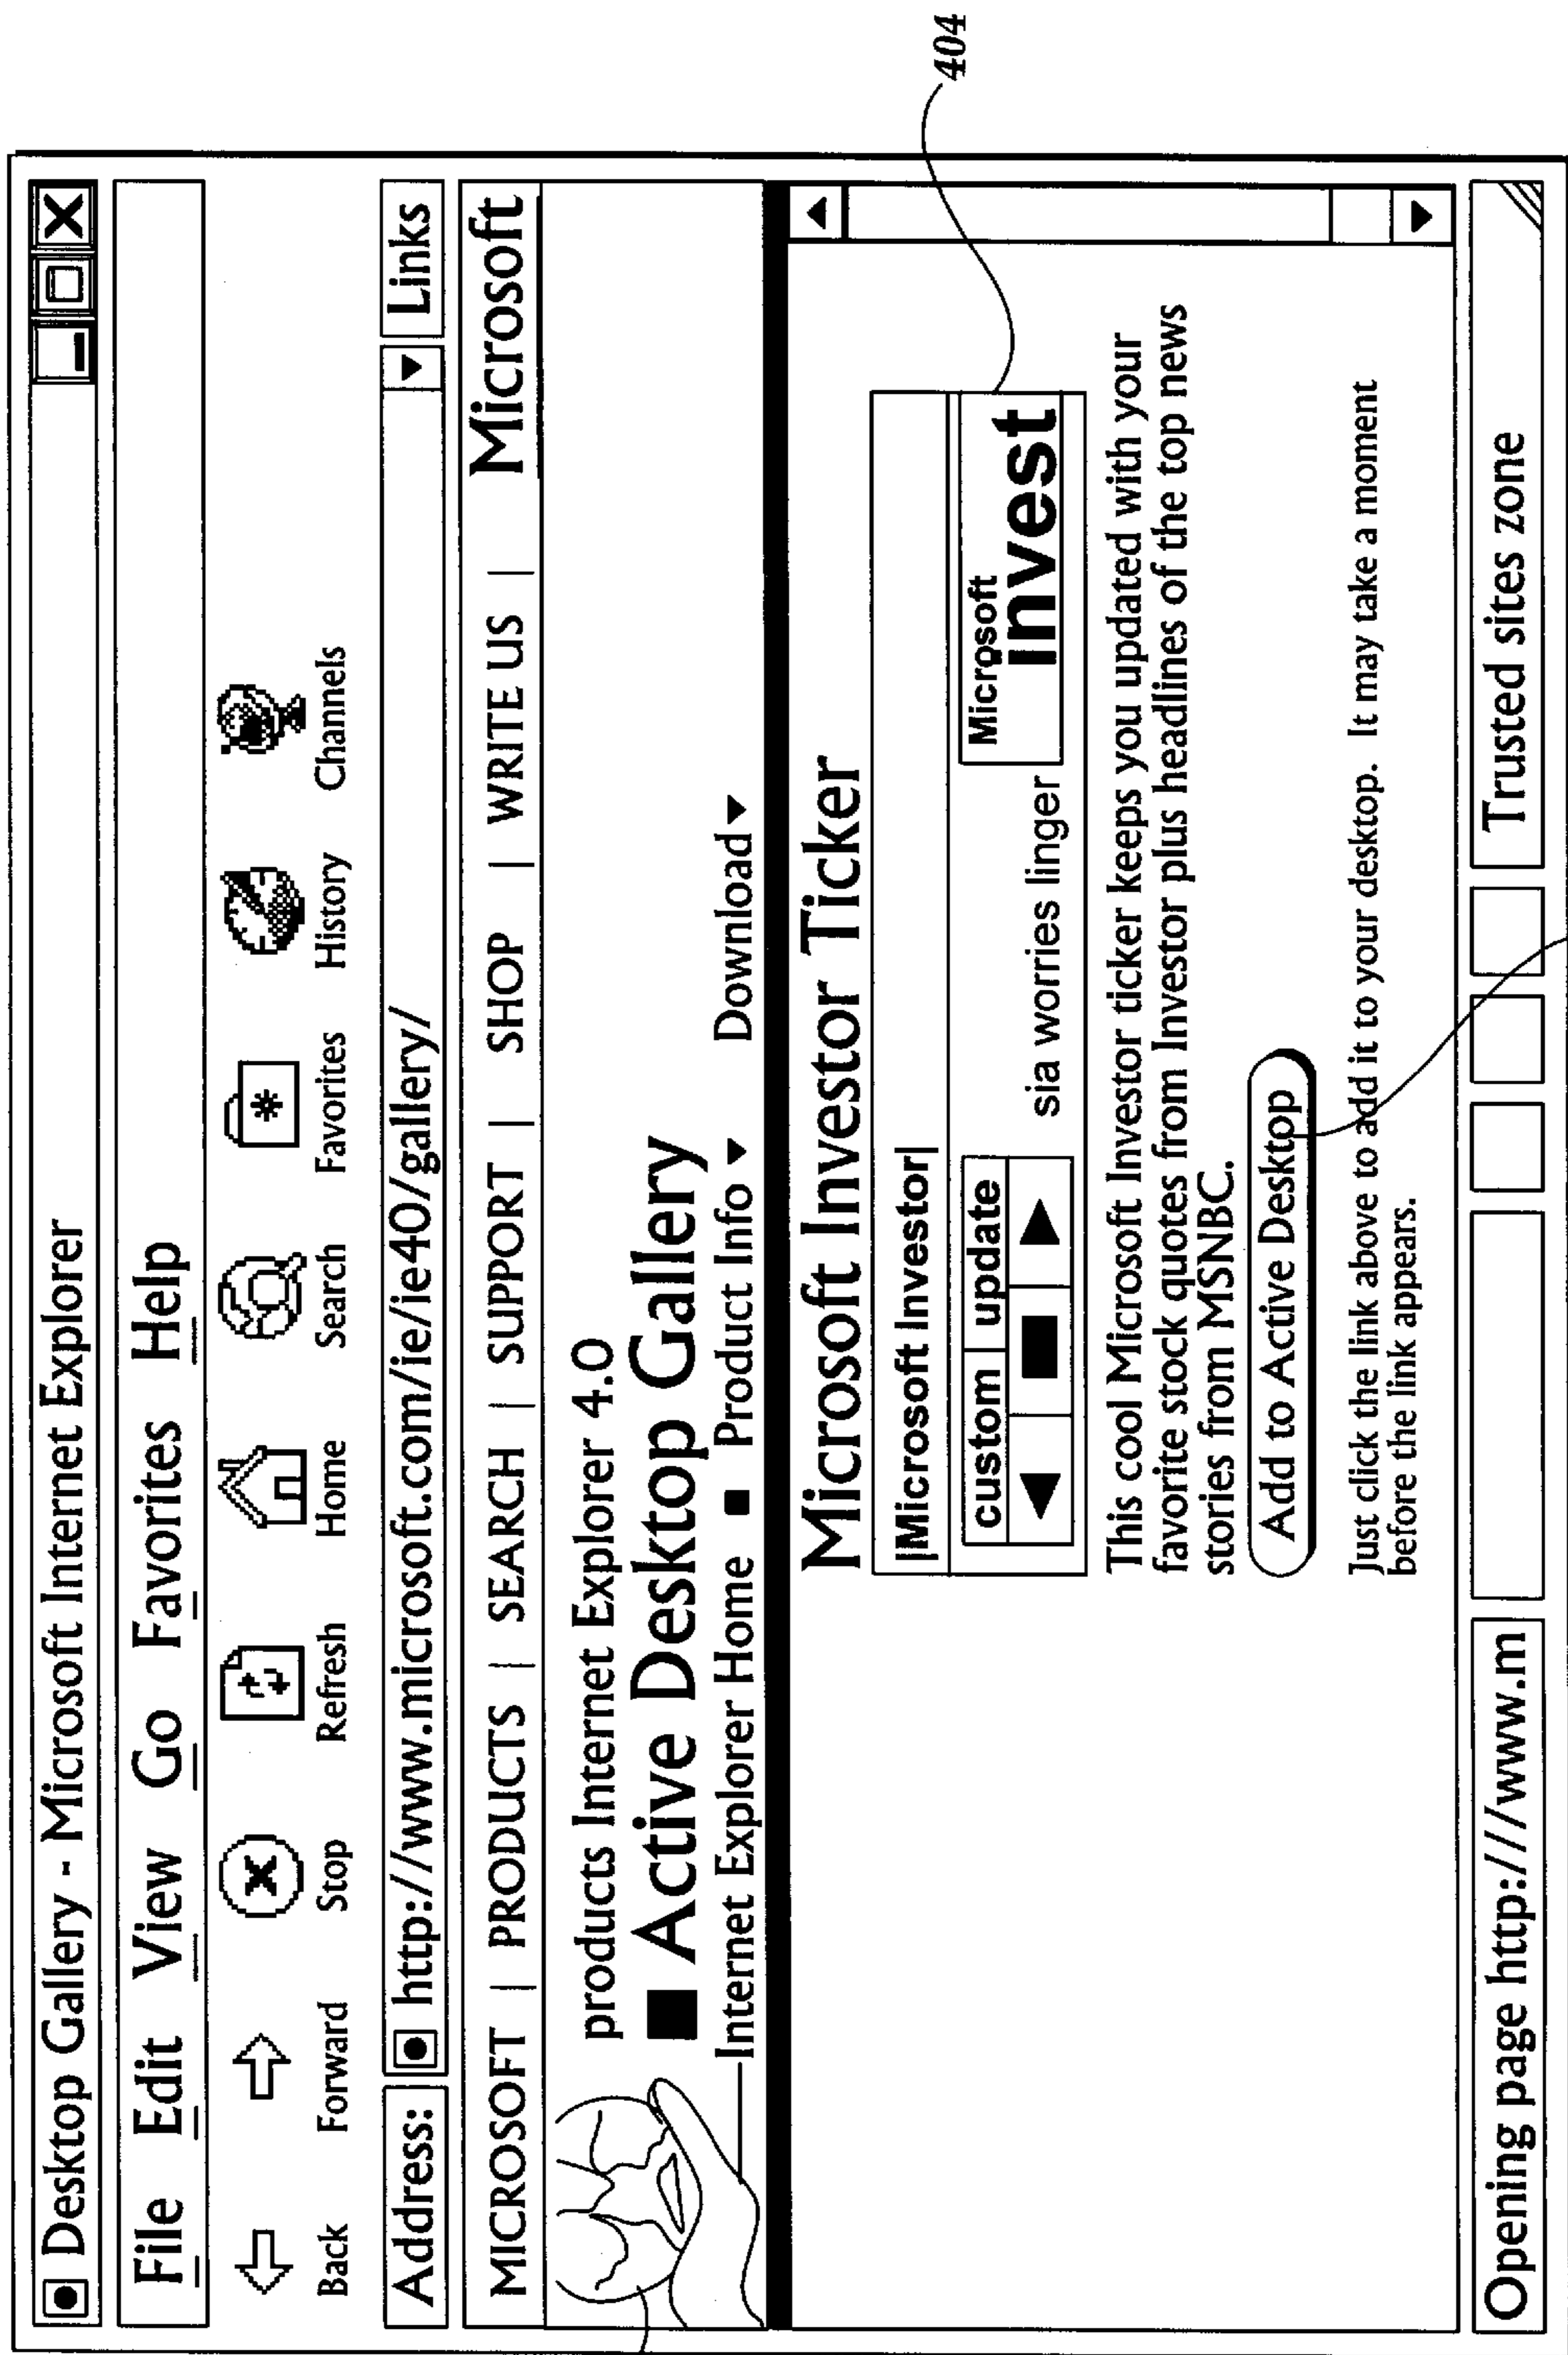 Desktop Gallery - Microsoft Internet Explorer
File Edit View Go Favorites Help
Back Forward Stop Refresh Home Search Favorites History Channels
Address: http://www.microsoft.com/ie/ie40/gallery/ Links
MICROSOFT | PRODUCTS | SEARCH | SUPPORT | SHOP | WRITE US | Microsoft
products Internet Explorer 4.0
Active Desktop Gallery
Internet Explorer Home Product Info Download
Microsoft Investor Ticker
|Microsoft Investor|
custom update
sia worries linger
Microsoft
invest
404
This cool Microsoft Investor ticker keeps you updated with your
favorite stock quotes from Investor plus headlines of the top news
stories from MSNBC.
Add to Active Desktop
Just click the link above to add it to your desktop. It may take a moment
before the link appears.
Opening page http://www.m
Trusted sites zone